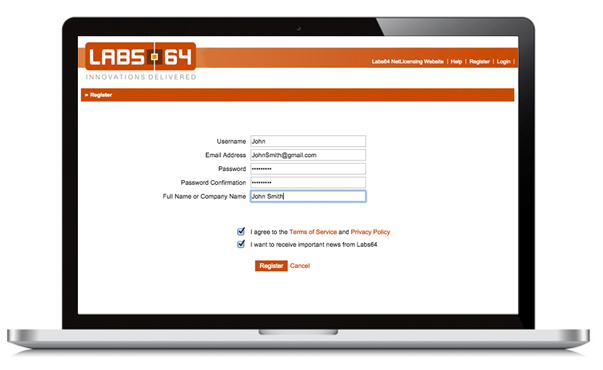 LABS 64
INNOVATIONS DELIVERED
Labs64 NetLicensing Website | Help | Register | Login |
» Register
Username John
Email Address JohnSmith@gmail.com
Password •••••••••
Password Confirmation •••••••••
Full Name or Company Name John Smith
I agree to the Terms of Service and Privacy Policy
I want to receive important news from Labs64
Register Cancel